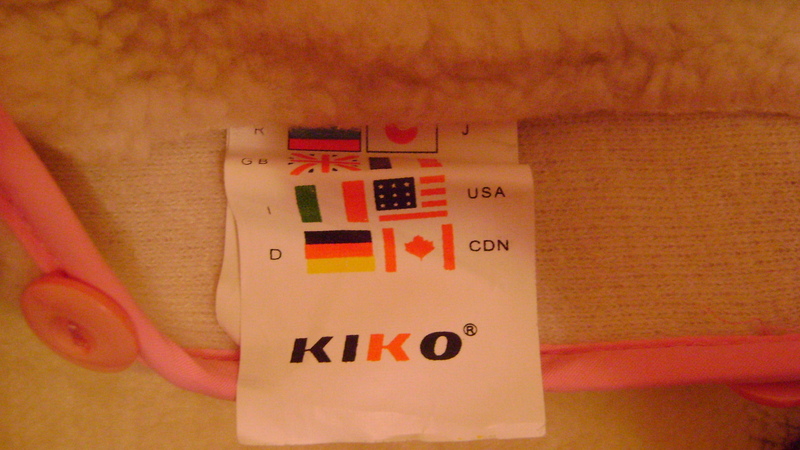 R J
GB
I USA
D CDN
KIKO®